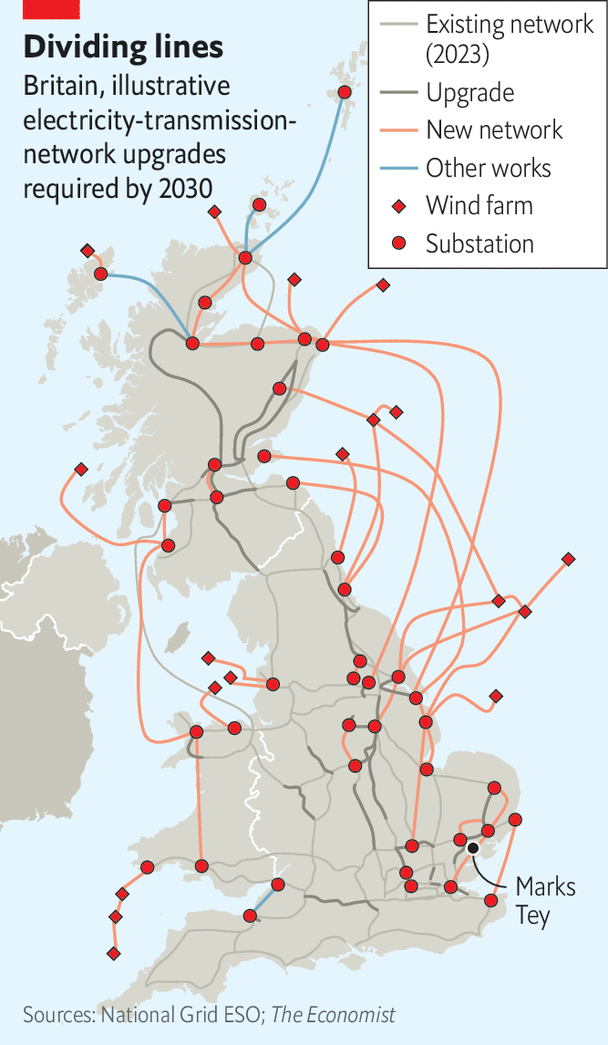 Dividing lines
Britain, illustrative
electricity-transmission-
network upgrades
required by 2030
Existing network
(2023)
Upgrade
New network
Other works
Wind farm
Substation
Marks
Tey
Sources: National Grid ESO; The Economist